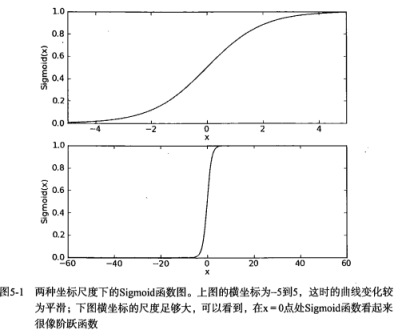 1.0
0.8
0.6
0.4
0.2
0.0
Sigmoid(x)
-4 -2 0 2 4
x
1.0
0.8
0.6
0.4
0.2
0.0
Sigmoid(x)
-60 -40 -20 0 20 40 60
x
图5-1 两种坐标尺度下的Sigmoid函数图。上图的横坐标为-5到5，这时的曲线变化较
为平滑；下图横坐标的尺度足够大，可以看到，在x = 0点处Sigmoid函数看起来
很像阶跃函数